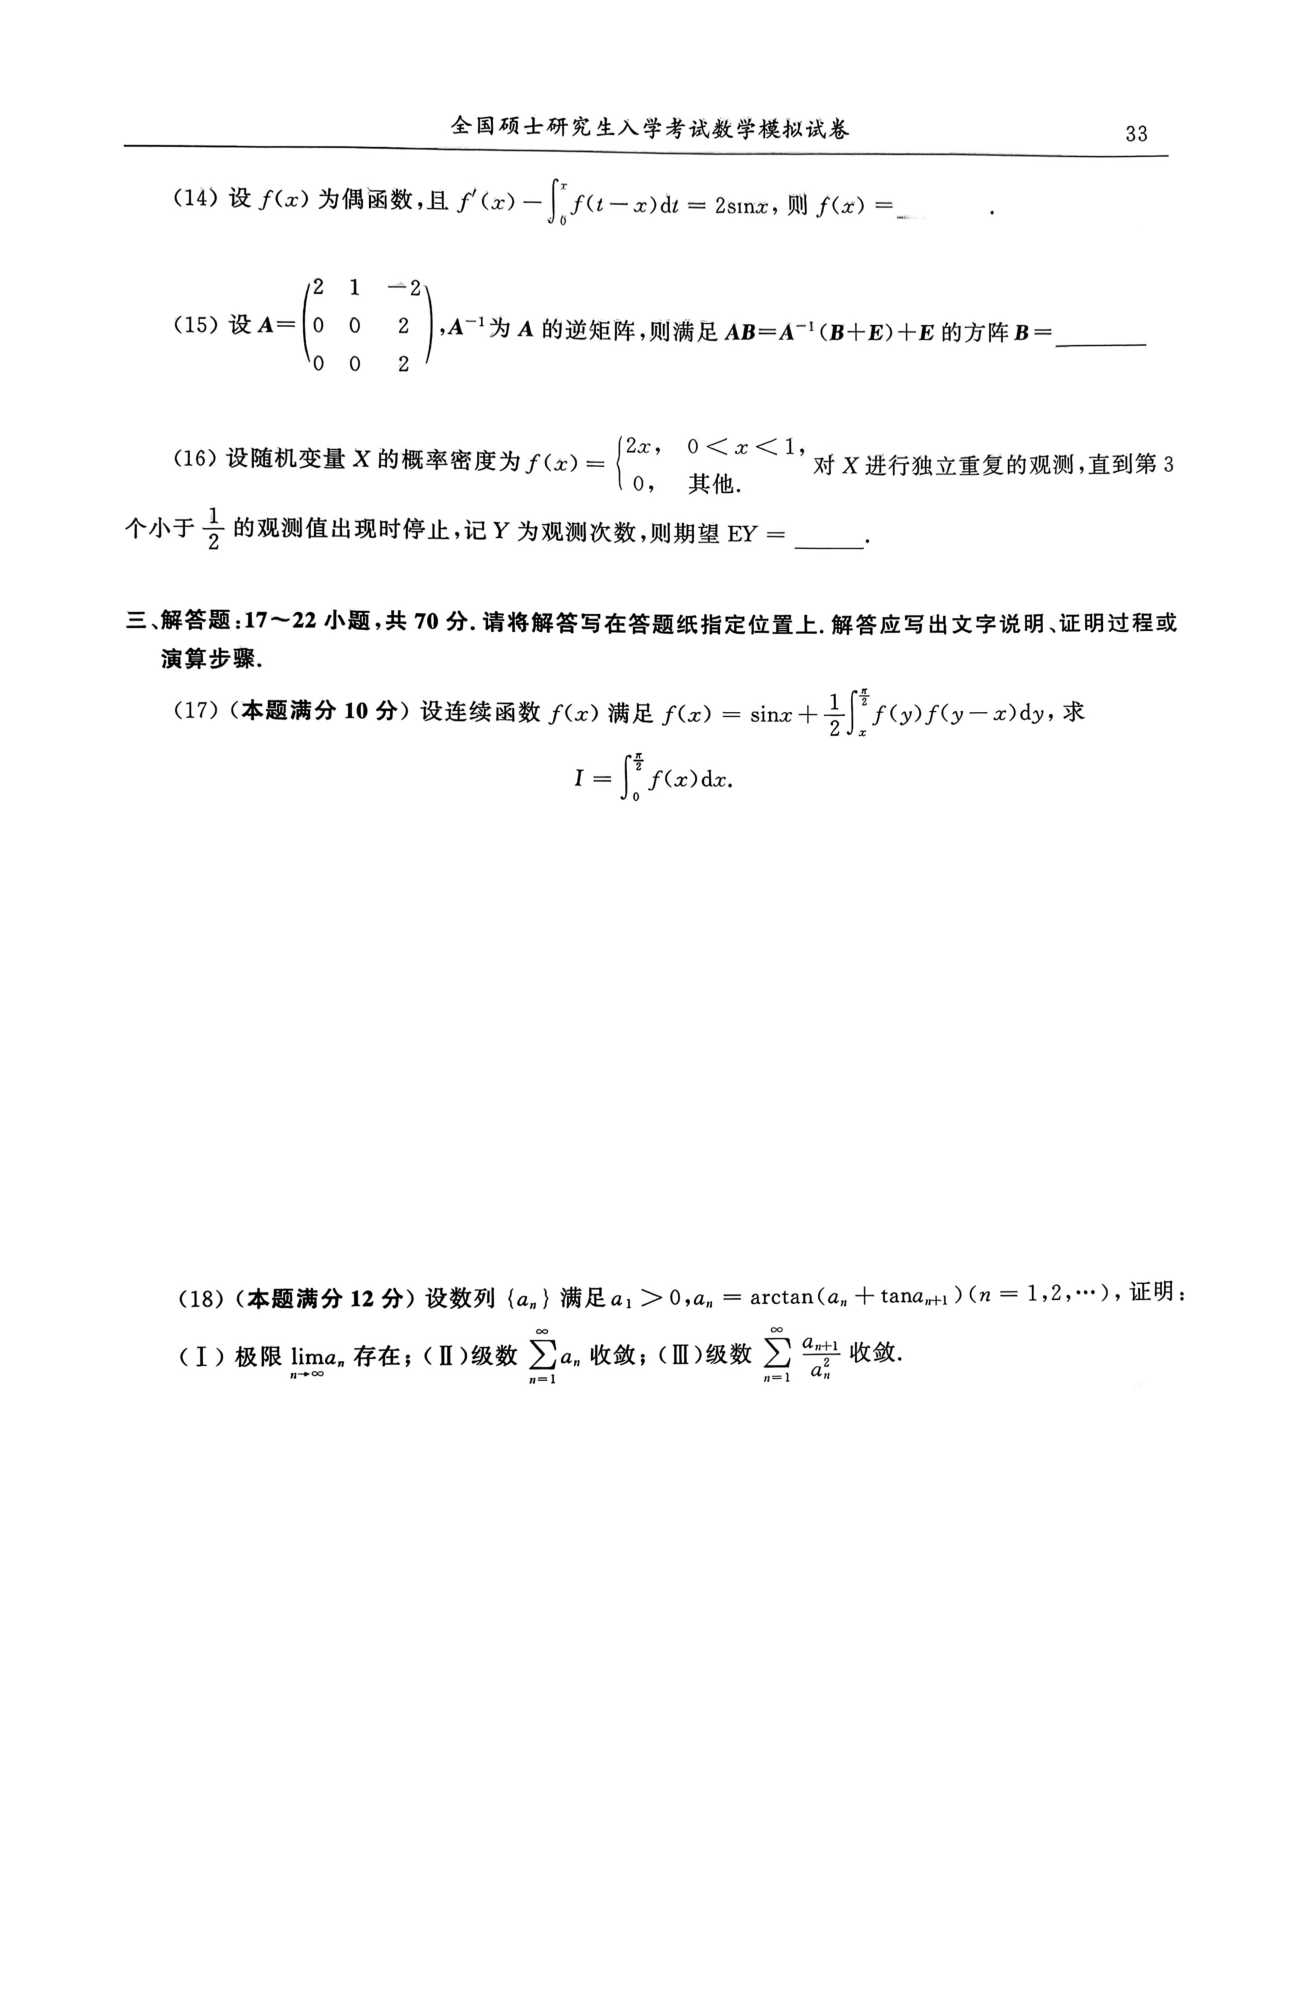 全国硕士研究生入学考试数学模拟试卷
33
(14) 设 f(x) 为偶函数,且 f′(x) − ∫₀ˣ f(t−x)dt = 2sinx, 则 f(x) = ____.
(15) 设 A = (2 1 −2; 0 0 2; 0 0 2), A⁻¹ 为 A 的逆矩阵,则满足 AB=A⁻¹(B+E)+E 的方阵 B= ____
(16) 设随机变量 X 的概率密度为 f(x) = {2x, 0<x<1, 0, 其他. 对 X 进行独立重复的观测,直到第 3
个小于 1/2 的观测值出现时停止,记 Y 为观测次数,则期望 EY = ____.
三、解答题:17～22 小题,共 70 分.请将解答写在答题纸指定位置上.解答应写出文字说明、证明过程或
演算步骤.
(17) (本题满分 10 分) 设连续函数 f(x) 满足 f(x) = sinx + 1/2 ∫ₓ^(π/2) f(y)f(y−x)dy, 求
I = ∫₀^(π/2) f(x)dx.
(18) (本题满分 12 分) 设数列 {aₙ} 满足 a₁ > 0, aₙ = arctan(aₙ + tanaₙ₊₁) (n = 1,2,⋯), 证明:
(Ⅰ) 极限 lim(n→∞) aₙ 存在; (Ⅱ) 级数 ∑(n=1→∞) aₙ 收敛; (Ⅲ) 级数 ∑(n=1→∞) aₙ₊₁/aₙ² 收敛.